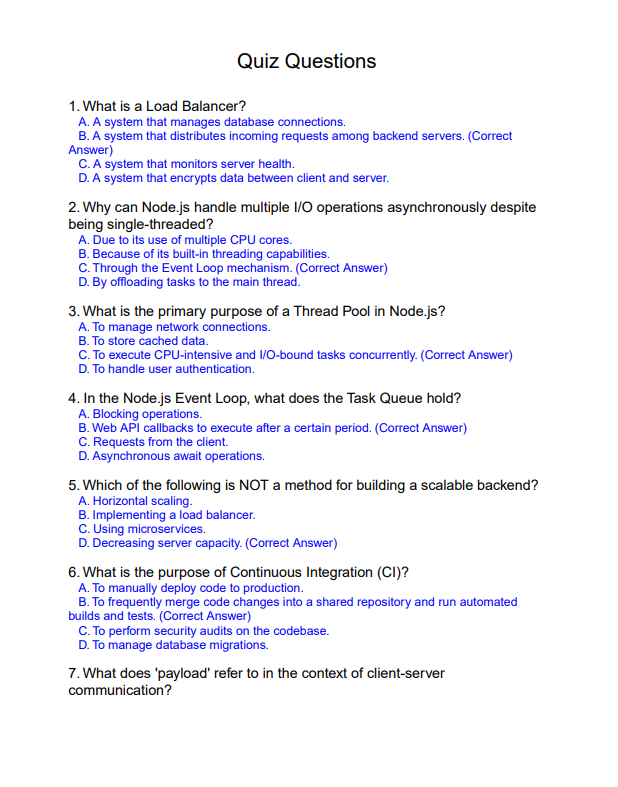 Quiz Questions
1. What is a Load Balancer?
A. A system that manages database connections.
B. A system that distributes incoming requests among backend servers. (Correct
Answer)
C. A system that monitors server health.
D. A system that encrypts data between client and server.
2. Why can Node.js handle multiple I/O operations asynchronously despite
being single-threaded?
A. Due to its use of multiple CPU cores.
B. Because of its built-in threading capabilities.
C. Through the Event Loop mechanism. (Correct Answer)
D. By offloading tasks to the main thread.
3. What is the primary purpose of a Thread Pool in Node.js?
A. To manage network connections.
B. To store cached data.
C. To execute CPU-intensive and I/O-bound tasks concurrently. (Correct Answer)
D. To handle user authentication.
4. In the Node.js Event Loop, what does the Task Queue hold?
A. Blocking operations.
B. Web API callbacks to execute after a certain period. (Correct Answer)
C. Requests from the client.
D. Asynchronous await operations.
5. Which of the following is NOT a method for building a scalable backend?
A. Horizontal scaling.
B. Implementing a load balancer.
C. Using microservices.
D. Decreasing server capacity. (Correct Answer)
6. What is the purpose of Continuous Integration (CI)?
A. To manually deploy code to production.
B. To frequently merge code changes into a shared repository and run automated
builds and tests. (Correct Answer)
C. To perform security audits on the codebase.
D. To manage database migrations.
7. What does 'payload' refer to in the context of client-server
communication?